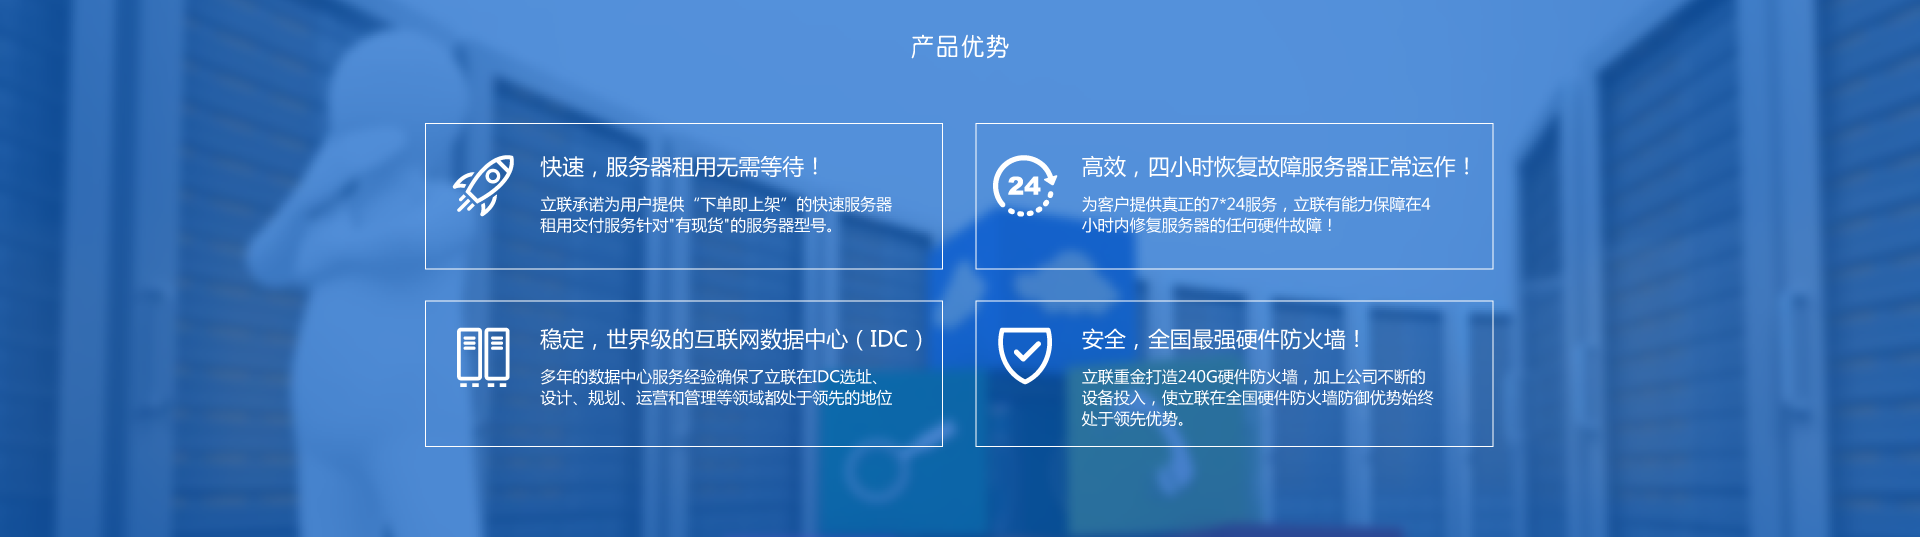 产品优势
快速，服务器租用无需等待！
立联承诺为用户提供“下单即上架”的快速服务器
租用交付服务针对"有现货"的服务器型号。
24
高效，四小时恢复故障服务器正常运作！
为客户提供真正的7*24服务，立联有能力保障在4
小时内修复服务器的任何硬件故障！
稳定，世界级的互联网数据中心（IDC）
多年的数据中心服务经验确保了立联在IDC选址、
设计、规划、运营和管理等领域都处于领先的地位
安全，全国最强硬件防火墙！
立联重金打造240G硬件防火墙，加上公司不断的
设备投入，使立联在全国硬件防火墙防御优势始终
处于领先优势。